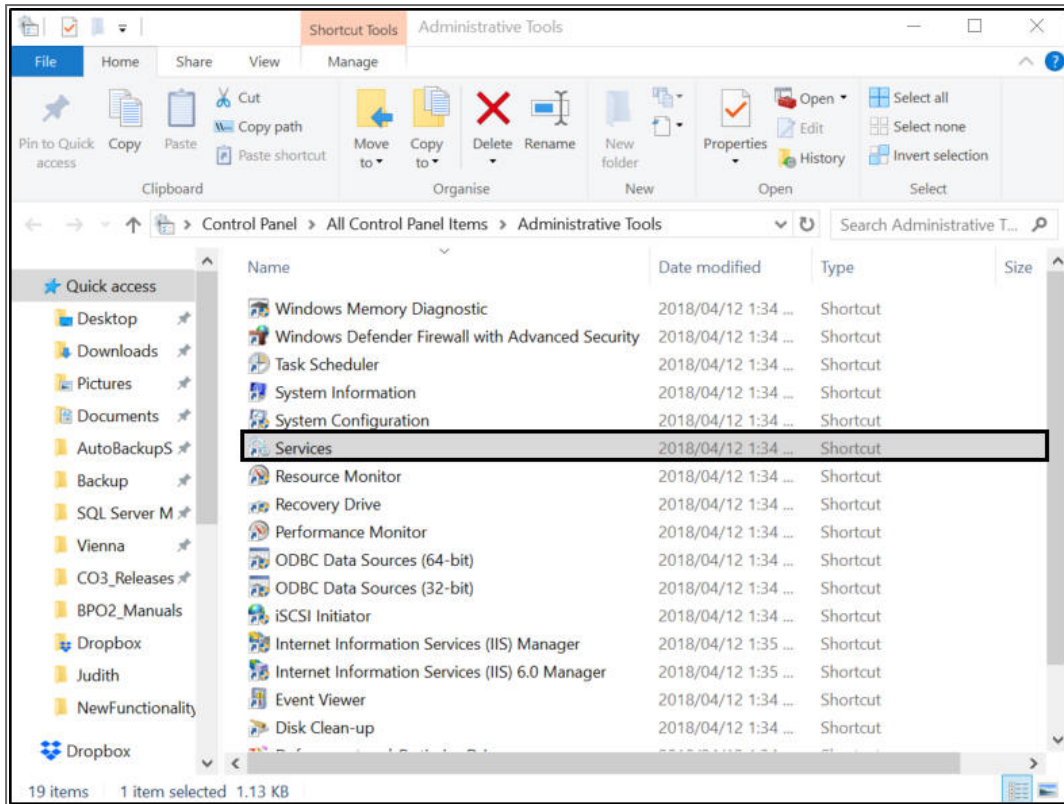 Shortcut Tools Administrative Tools
File Home Share View Manage
Pin to Quick access
Copy
Paste
Cut
Copy path
Paste shortcut
Move to
Copy to
Delete
Rename
New folder
Properties
Open
Edit
History
Select all
Select none
Invert selection
Clipboard Organise New Open Select
Control Panel > All Control Panel Items > Administrative Tools
Search Administrative T...
Name Date modified Type Size
Quick access
Desktop
Downloads
Pictures
Documents
AutoBackupS
Backup
SQL Server M
Vienna
CO3_Releases
BPO2_Manuals
Dropbox
Judith
NewFunctionality
Dropbox
Windows Memory Diagnostic 2018/04/12 1:34 ... Shortcut
Windows Defender Firewall with Advanced Security 2018/04/12 1:34 ... Shortcut
Task Scheduler 2018/04/12 1:34 ... Shortcut
System Information 2018/04/12 1:34 ... Shortcut
System Configuration 2018/04/12 1:34 ... Shortcut
Services 2018/04/12 1:34 ... Shortcut
Resource Monitor 2018/04/12 1:34 ... Shortcut
Recovery Drive 2018/04/12 1:34 ... Shortcut
Performance Monitor 2018/04/12 1:34 ... Shortcut
ODBC Data Sources (64-bit) 2018/04/12 1:34 ... Shortcut
ODBC Data Sources (32-bit) 2018/04/12 1:34 ... Shortcut
iSCSI Initiator 2018/04/12 1:34 ... Shortcut
Internet Information Services (IIS) Manager 2018/04/12 1:35 ... Shortcut
Internet Information Services (IIS) 6.0 Manager 2018/04/12 1:35 ... Shortcut
Event Viewer 2018/04/12 1:34 ... Shortcut
Disk Clean-up 2018/04/12 1:34 ... Shortcut
19 items 1 item selected 1.13 KB